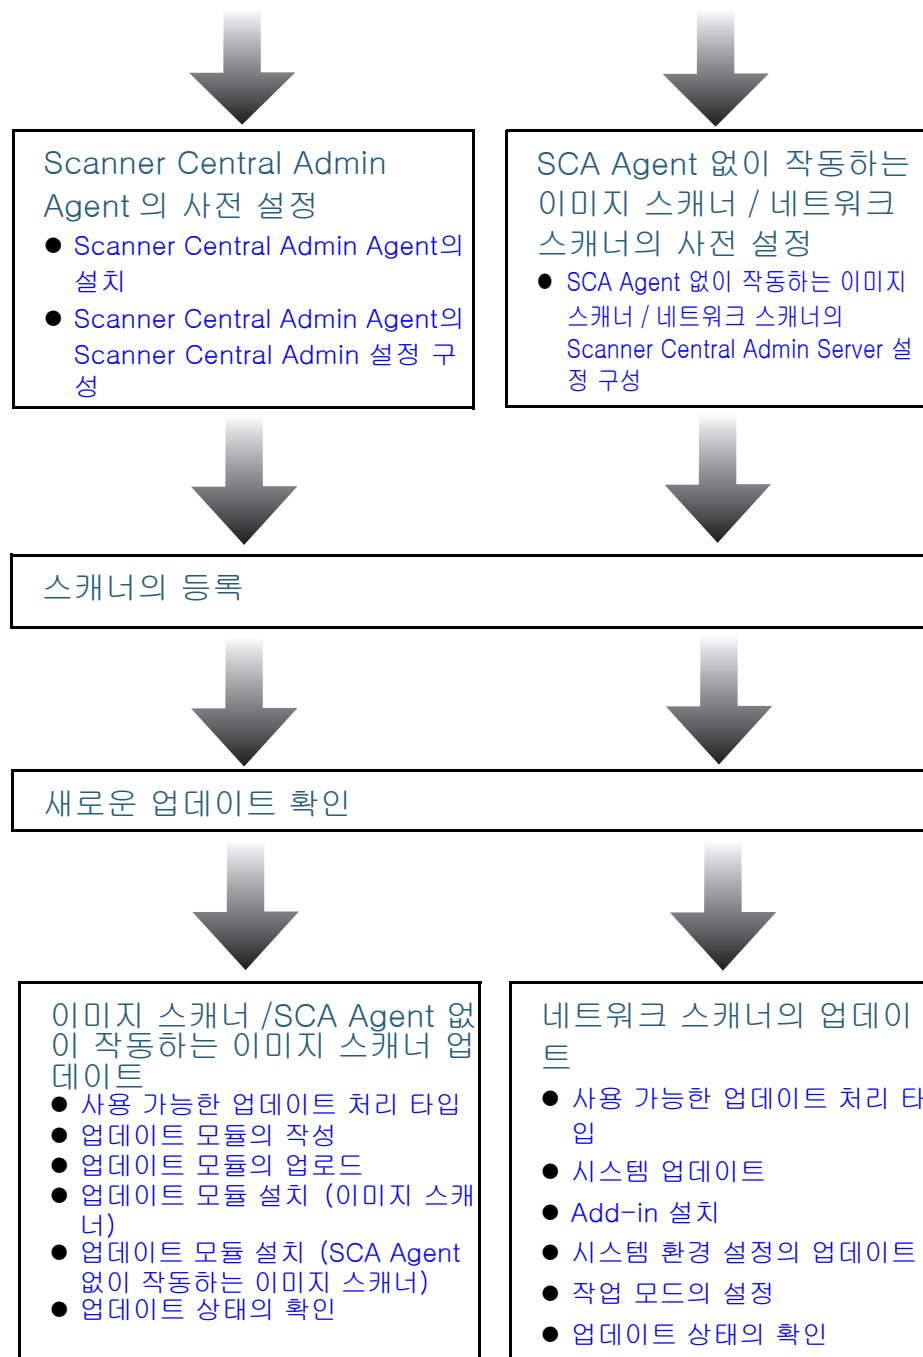 Scanner Central Admin
Agent 의 사전 설정
● Scanner Central Admin Agent의
설치
● Scanner Central Admin Agent의
Scanner Central Admin 설정 구
성
SCA Agent 없이 작동하는
이미지 스캐너 / 네트워크
스캐너의 사전 설정
● SCA Agent 없이 작동하는 이미지
스캐너 / 네트워크 스캐너의
Scanner Central Admin Server 설
정 구성
스캐너의 등록
새로운 업데이트 확인
이미지 스캐너 /SCA Agent 없
이 작동하는 이미지 스캐너 업
데이트
● 사용 가능한 업데이트 처리 타입
● 업데이트 모듈의 작성
● 업데이트 모듈의 업로드
● 업데이트 모듈 설치 (이미지 스캐
너)
● 업데이트 모듈 설치 (SCA Agent
없이 작동하는 이미지 스캐너)
● 업데이트 상태의 확인
네트워크 스캐너의 업데이
트
● 사용 가능한 업데이트 처리 타
입
● 시스템 업데이트
● Add-in 설치
● 시스템 환경 설정의 업데이트
● 작업 모드의 설정
● 업데이트 상태의 확인